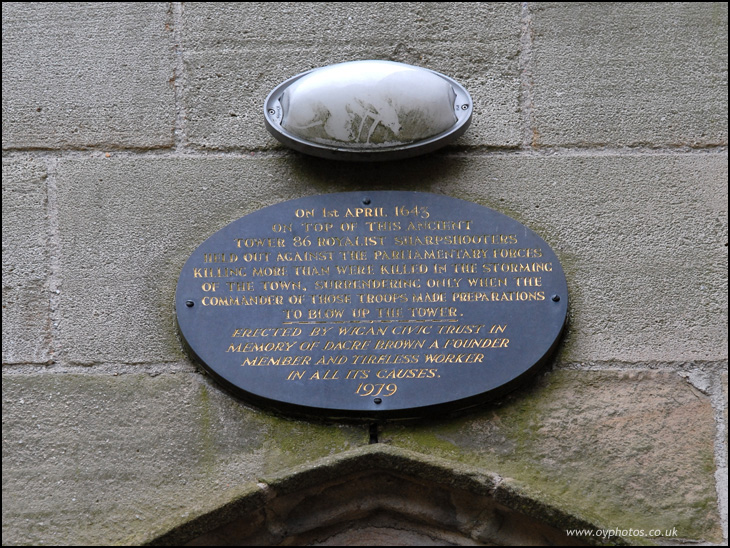 ON 1st APRIL 1643
ON TOP OF THIS ANCIENT
TOWER 86 ROYALIST SHARPSHOOTERS
HELD OUT AGAINST THE PARLIAMENTARY FORCES
KILLING MORE THAN WERE KILLED IN THE STORMING
OF THE TOWN, SURRENDERING ONLY WHEN THE
COMMANDER OF THOSE TROOPS MADE PREPARATIONS
TO BLOW UP THE TOWER.
ERECTED BY WIGAN CIVIC TRUST IN
MEMORY OF DACRE BROWN A FOUNDER
MEMBER AND TIRELESS WORKER
IN ALL ITS CAUSES.
1979
www.oyphotos.co.uk